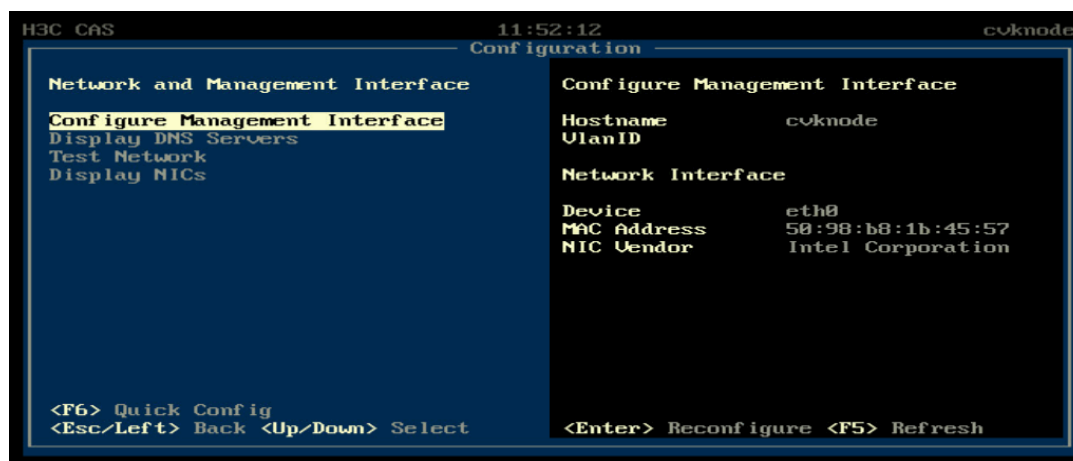 H3C CAS 11:52:12 cvknode
Configuration
Network and Management Interface
Configure Management Interface
Display DNS Servers
Test Network
Display NICs
<F6> Quick Config
<Esc/Left> Back <Up/Down> Select
Configure Management Interface
Hostname cvknode
VlanID
Network Interface
Device eth0
MAC Address 50:98:b8:1b:45:57
NIC Vendor Intel Corporation
<Enter> Reconfigure <F5> Refresh